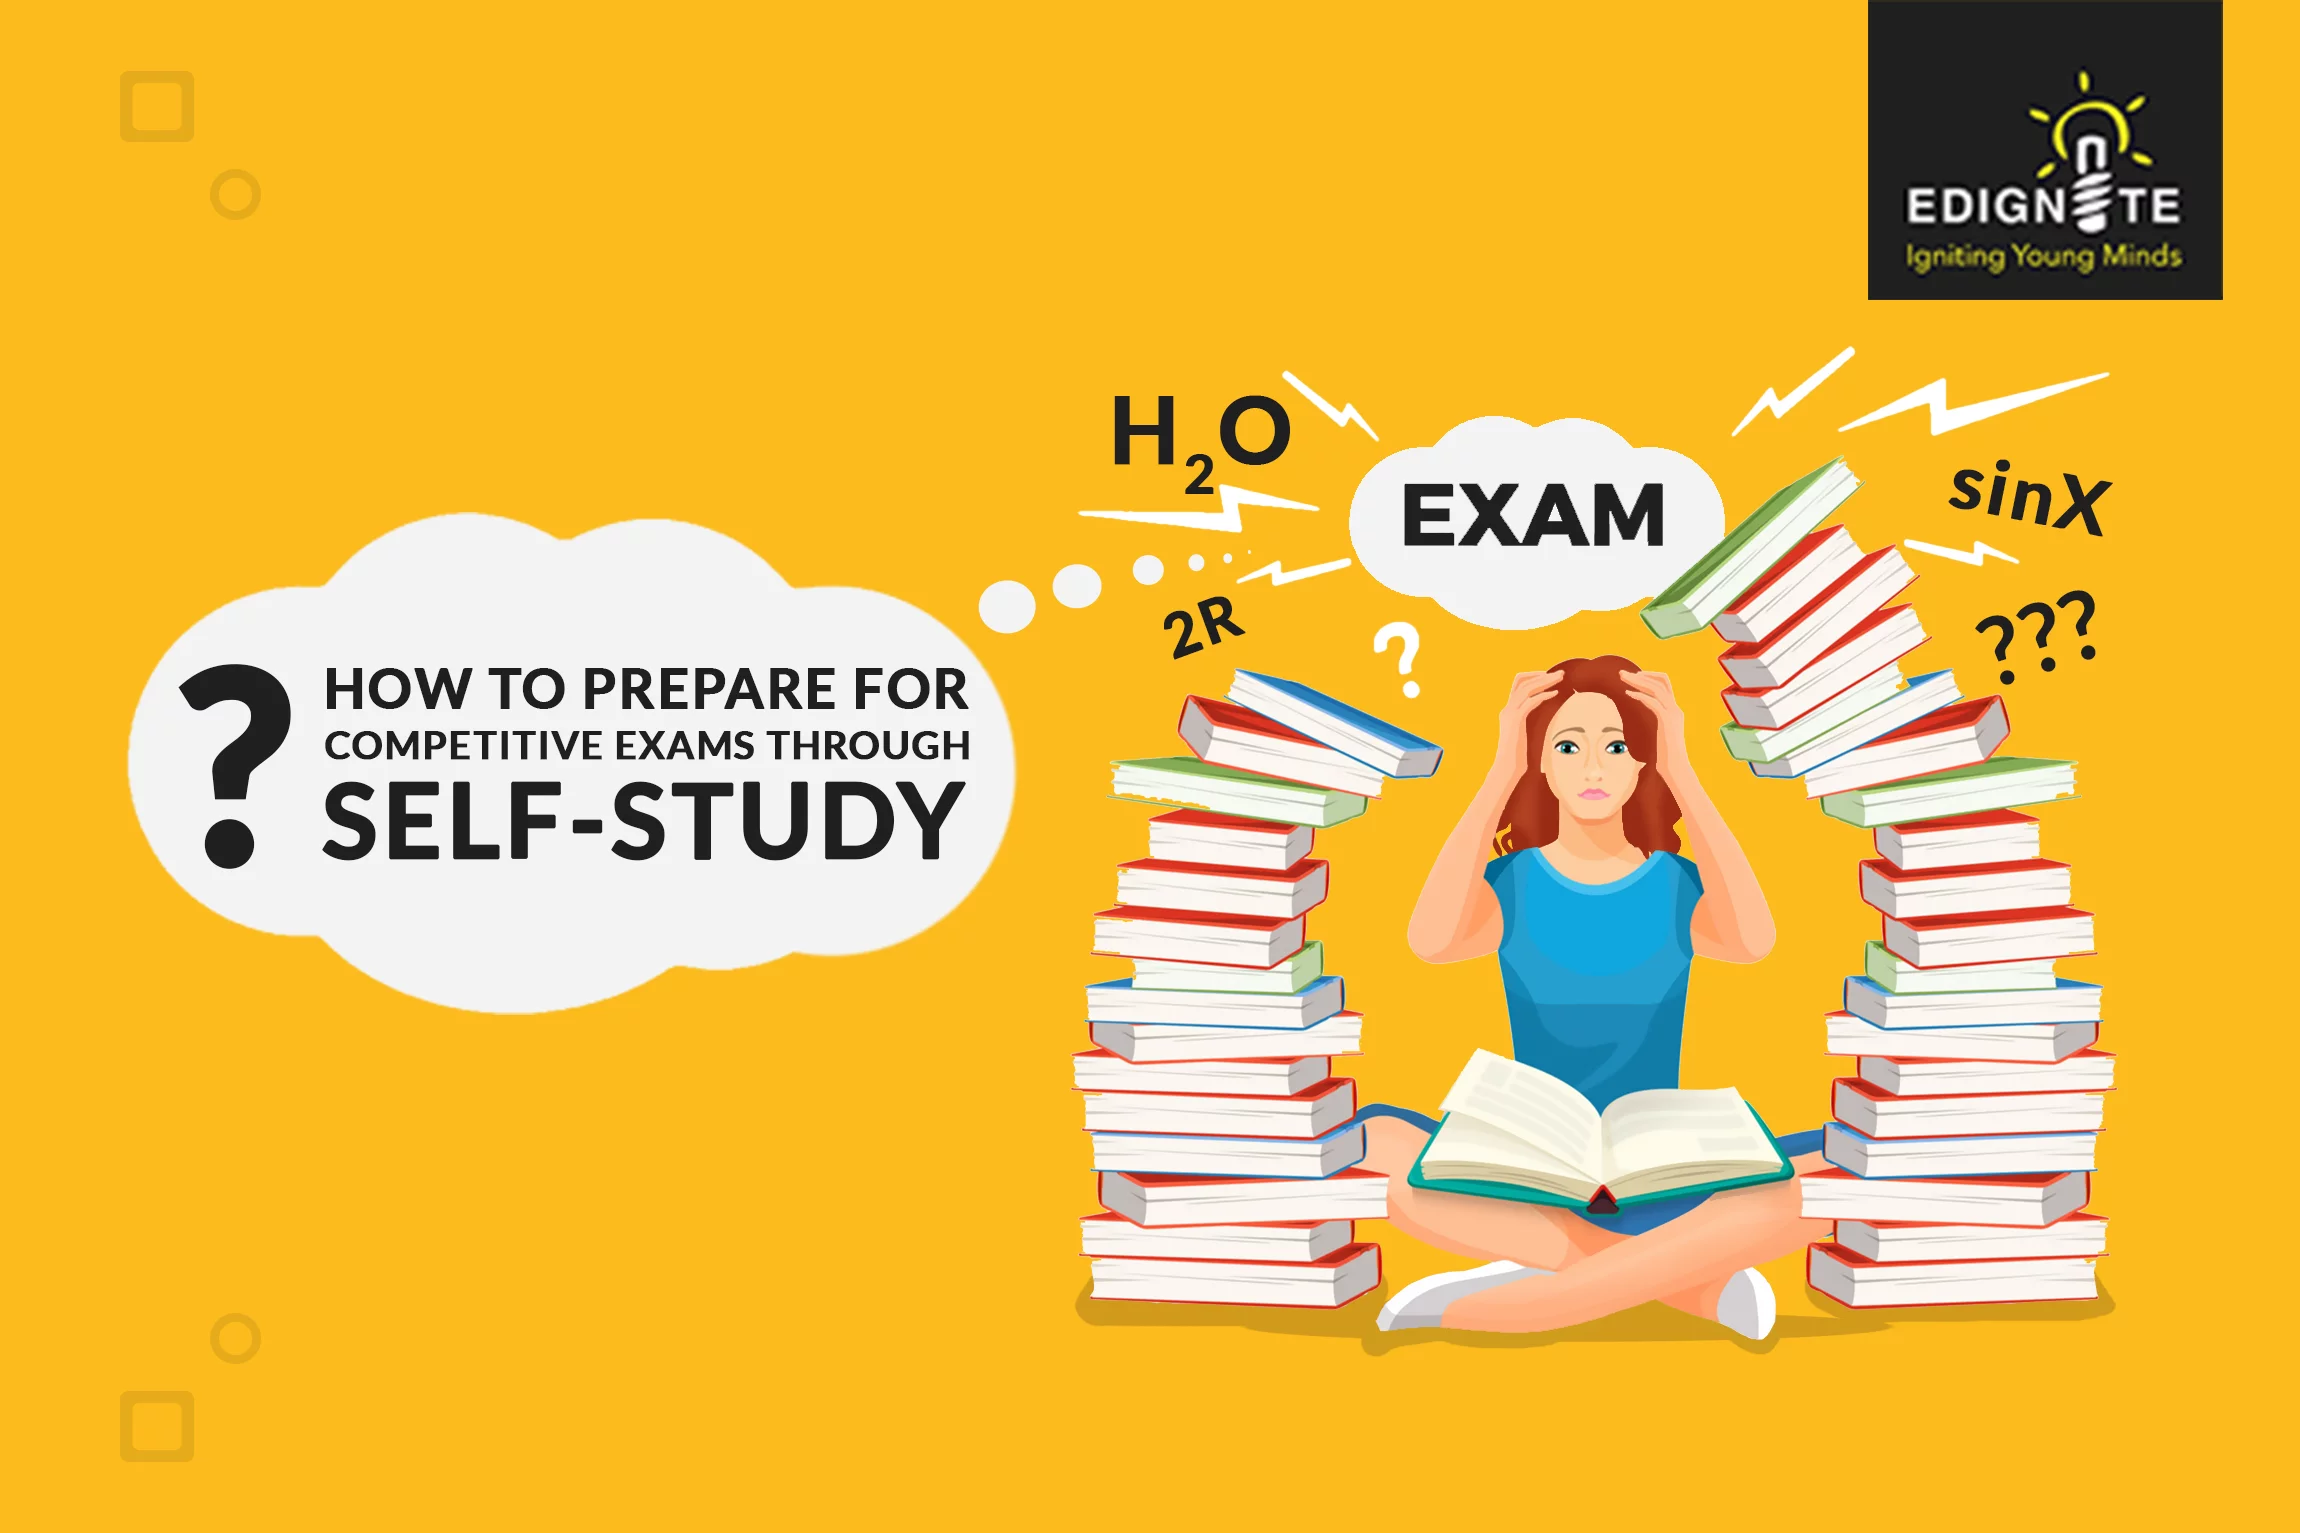 EDIGNITE
Igniting Young Minds
H2O
EXAM
sinX
2R
?
???
?
HOW TO PREPARE FOR
COMPETITIVE EXAMS THROUGH
SELF-STUDY